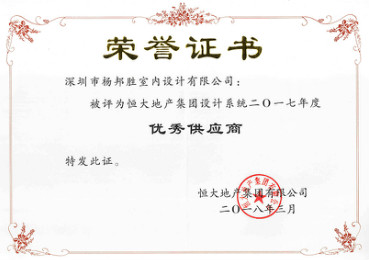 荣誉证书
深圳市杨邦胜室内设计有限公司：
被评为恒大地产集团设计系统二〇一七年度
优秀供应商
特发此证。
恒大地产集团有限公司
二〇一八年三月